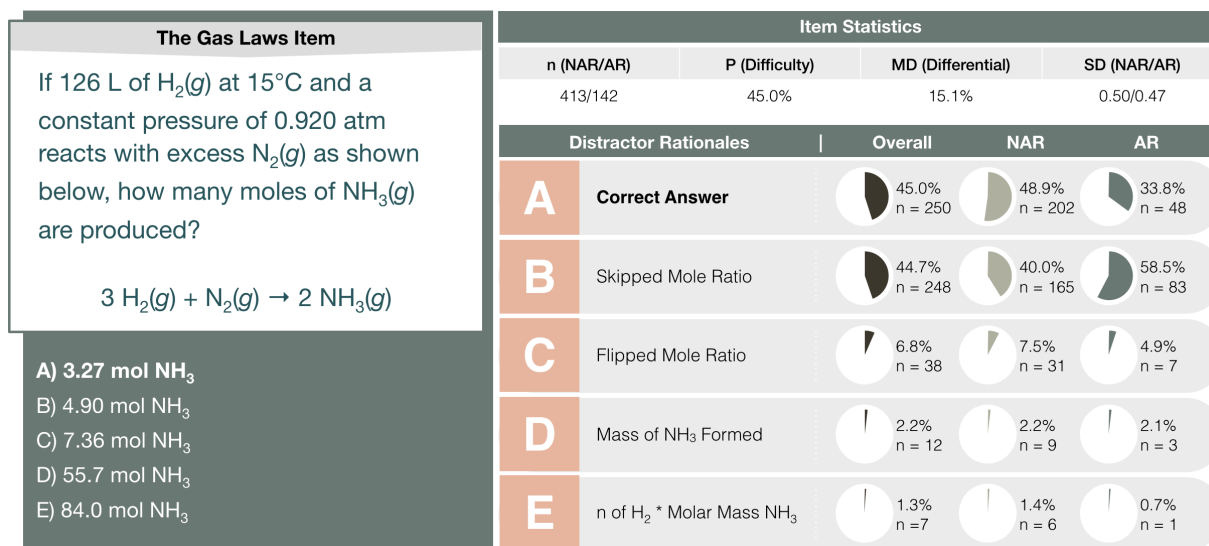 The Gas Laws Item
If 126 L of H₂(g) at 15°C and a
constant pressure of 0.920 atm
reacts with excess N₂(g) as shown
below, how many moles of NH₃(g)
are produced?
3 H₂(g) + N₂(g) → 2 NH₃(g)
A) 3.27 mol NH₃
B) 4.90 mol NH₃
C) 7.36 mol NH₃
D) 55.7 mol NH₃
E) 84.0 mol NH₃
Item Statistics
n (NAR/AR) P (Difficulty) MD (Differential) SD (NAR/AR)
413/142 45.0% 15.1% 0.50/0.47
Distractor Rationales | Overall NAR AR
A Correct Answer 45.0% 48.9% 33.8%
n = 250 n = 202 n = 48
B Skipped Mole Ratio 44.7% 40.0% 58.5%
n = 248 n = 165 n = 83
C Flipped Mole Ratio 6.8% 7.5% 4.9%
n = 38 n = 31 n = 7
D Mass of NH₃ Formed 2.2% 2.2% 2.1%
n = 12 n = 9 n = 3
E n of H₂ * Molar Mass NH₃ 1.3% 1.4% 0.7%
n =7 n = 6 n = 1